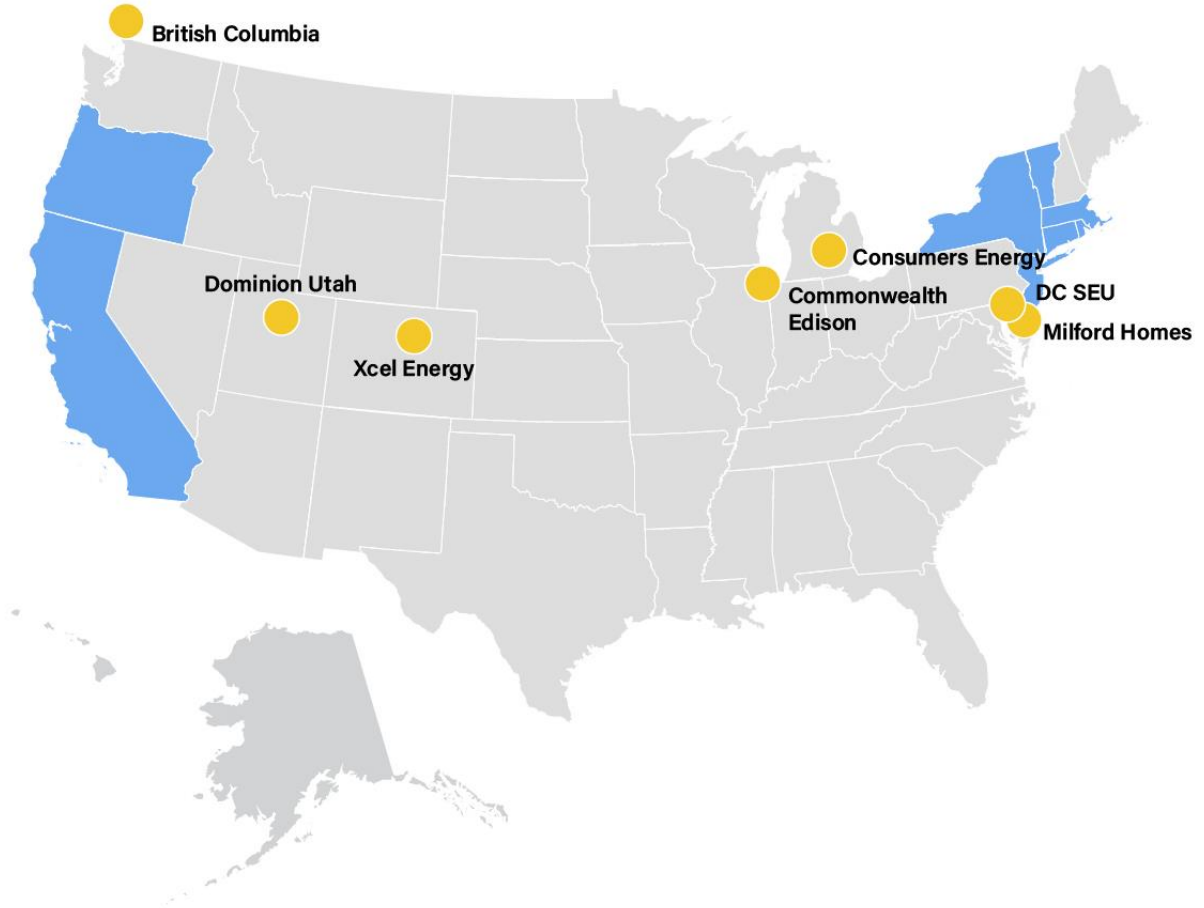 British Columbia
Consumers Energy
Dominion Utah
Commonwealth
Edison
DC SEU
Milford Homes
Xcel Energy